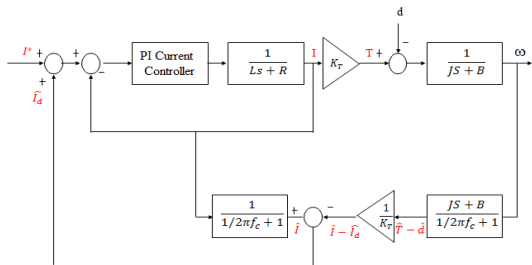 d
I* + +
+
-
PI Current
Controller
1
Ls + R
I
K_T
T +
-
1
JS + B
ω
+
Î_d
1
1/2πf_c + 1
+
Î
-
Î - Î_d
1
K_T
T̂ - d̂
JS + B
1/2πf_c + 1